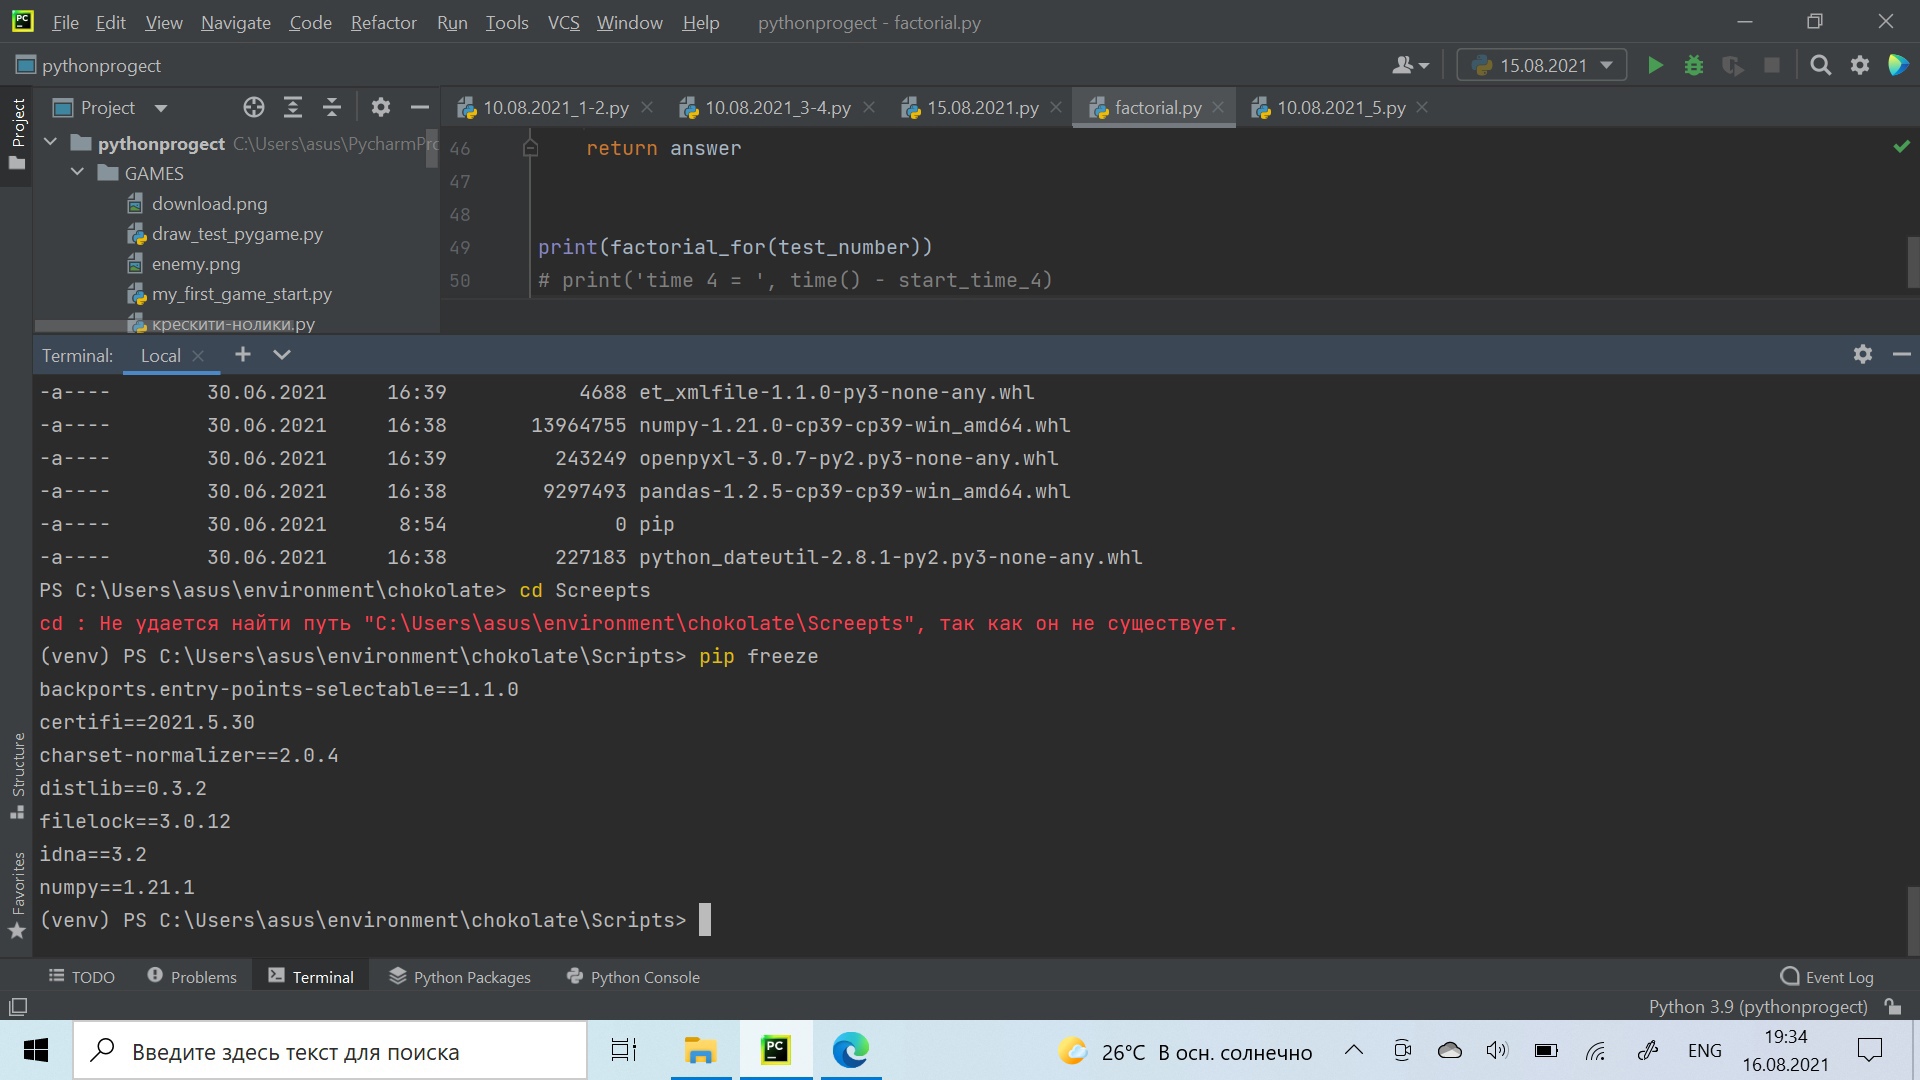 PC File Edit View Navigate Code Refactor Run Tools VCS Window Help pythonprogect - factorial.py
pythonprogect 15.08.2021
Project 10.08.2021_1-2.py 10.08.2021_3-4.py 15.08.2021.py factorial.py 10.08.2021_5.py
Project
pythonprogect C:\Users\asus\PycharmPro
GAMES
download.png
draw_test_pygame.py
enemy.png
my_first_game_start.py
крескити-нолики.py
46 return answer
47
48
49 print(factorial_for(test_number))
50 # print('time 4 = ', time() - start_time_4)
Terminal: Local
-a---- 30.06.2021 16:39 4688 et_xmlfile-1.1.0-py3-none-any.whl
-a---- 30.06.2021 16:38 13964755 numpy-1.21.0-cp39-cp39-win_amd64.whl
-a---- 30.06.2021 16:39 243249 openpyxl-3.0.7-py2.py3-none-any.whl
-a---- 30.06.2021 16:38 9297493 pandas-1.2.5-cp39-cp39-win_amd64.whl
-a---- 30.06.2021 8:54 0 pip
-a---- 30.06.2021 16:38 227183 python_dateutil-2.8.1-py2.py3-none-any.whl
PS C:\Users\asus\environment\chokolate> cd Screepts
cd : Не удается найти путь "C:\Users\asus\environment\chokolate\Screepts", так как он не существует.
(venv) PS C:\Users\asus\environment\chokolate\Scripts> pip freeze
backports.entry-points-selectable==1.1.0
certifi==2021.5.30
charset-normalizer==2.0.4
distlib==0.3.2
filelock==3.0.12
idna==3.2
numpy==1.21.1
(venv) PS C:\Users\asus\environment\chokolate\Scripts>
Structure
Favorites
TODO Problems Terminal Python Packages Python Console Event Log
Python 3.9 (pythonprogect)
Введите здесь текст для поиска PC 26°C В осн. солнечно ENG 19:34
16.08.2021